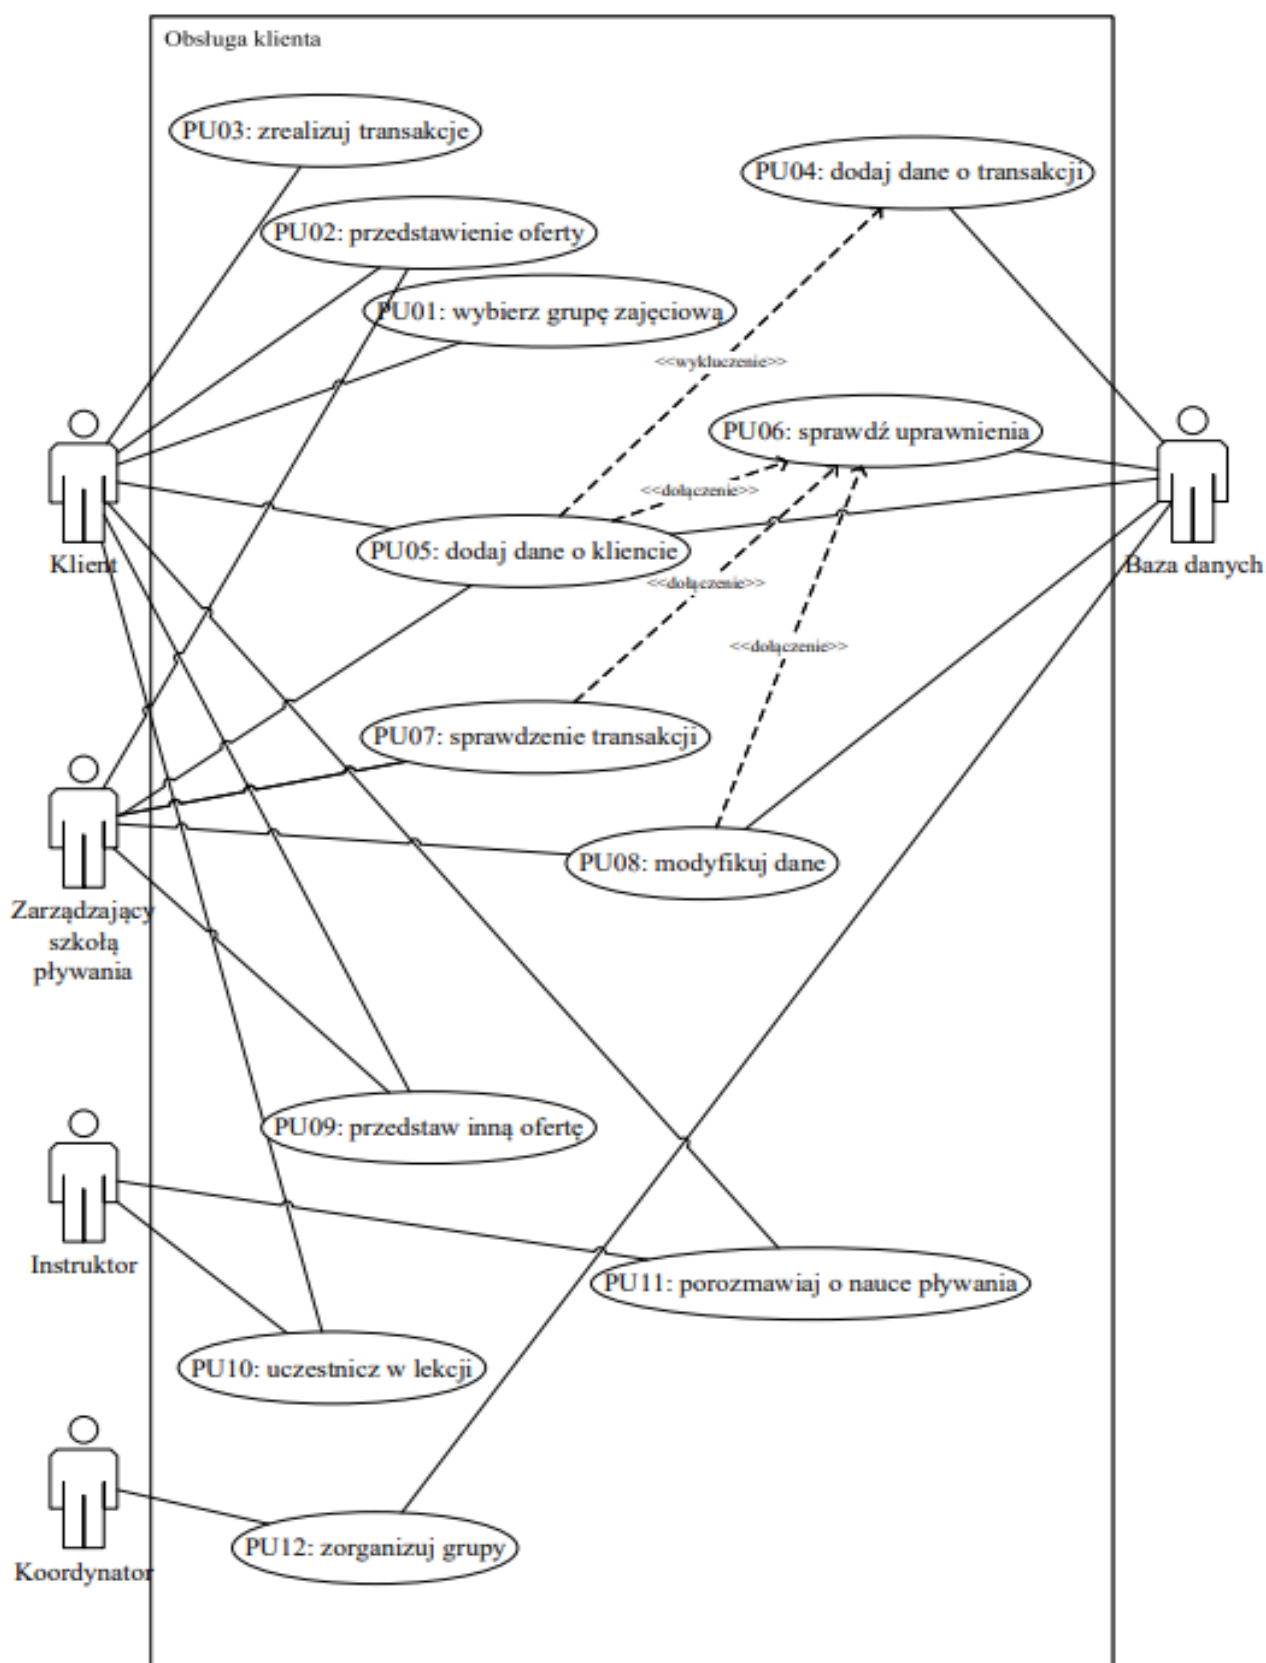 Obsługa klienta
PU03: zrealizuj transakcje
PU04: dodaj dane o transakcji
PU02: przedstawienie oferty
PU01: wybierz grupę zajęciową
<<wykluczenie>>
PU06: sprawdź uprawnienia
<<dołączenie>>
PU05: dodaj dane o kliencie
Klient
Baza danych
<<dołączenie>>
<<dołączenie>>
PU07: sprawdzenie transakcji
PU08: modyfikuj dane
Zarządzający
szkołą
pływania
PU09: przedstaw inną ofertę
Instruktor
PU11: porozmawiaj o nauce pływania
PU10: uczestnicz w lekcji
PU12: zorganizuj grupy
Koordynator